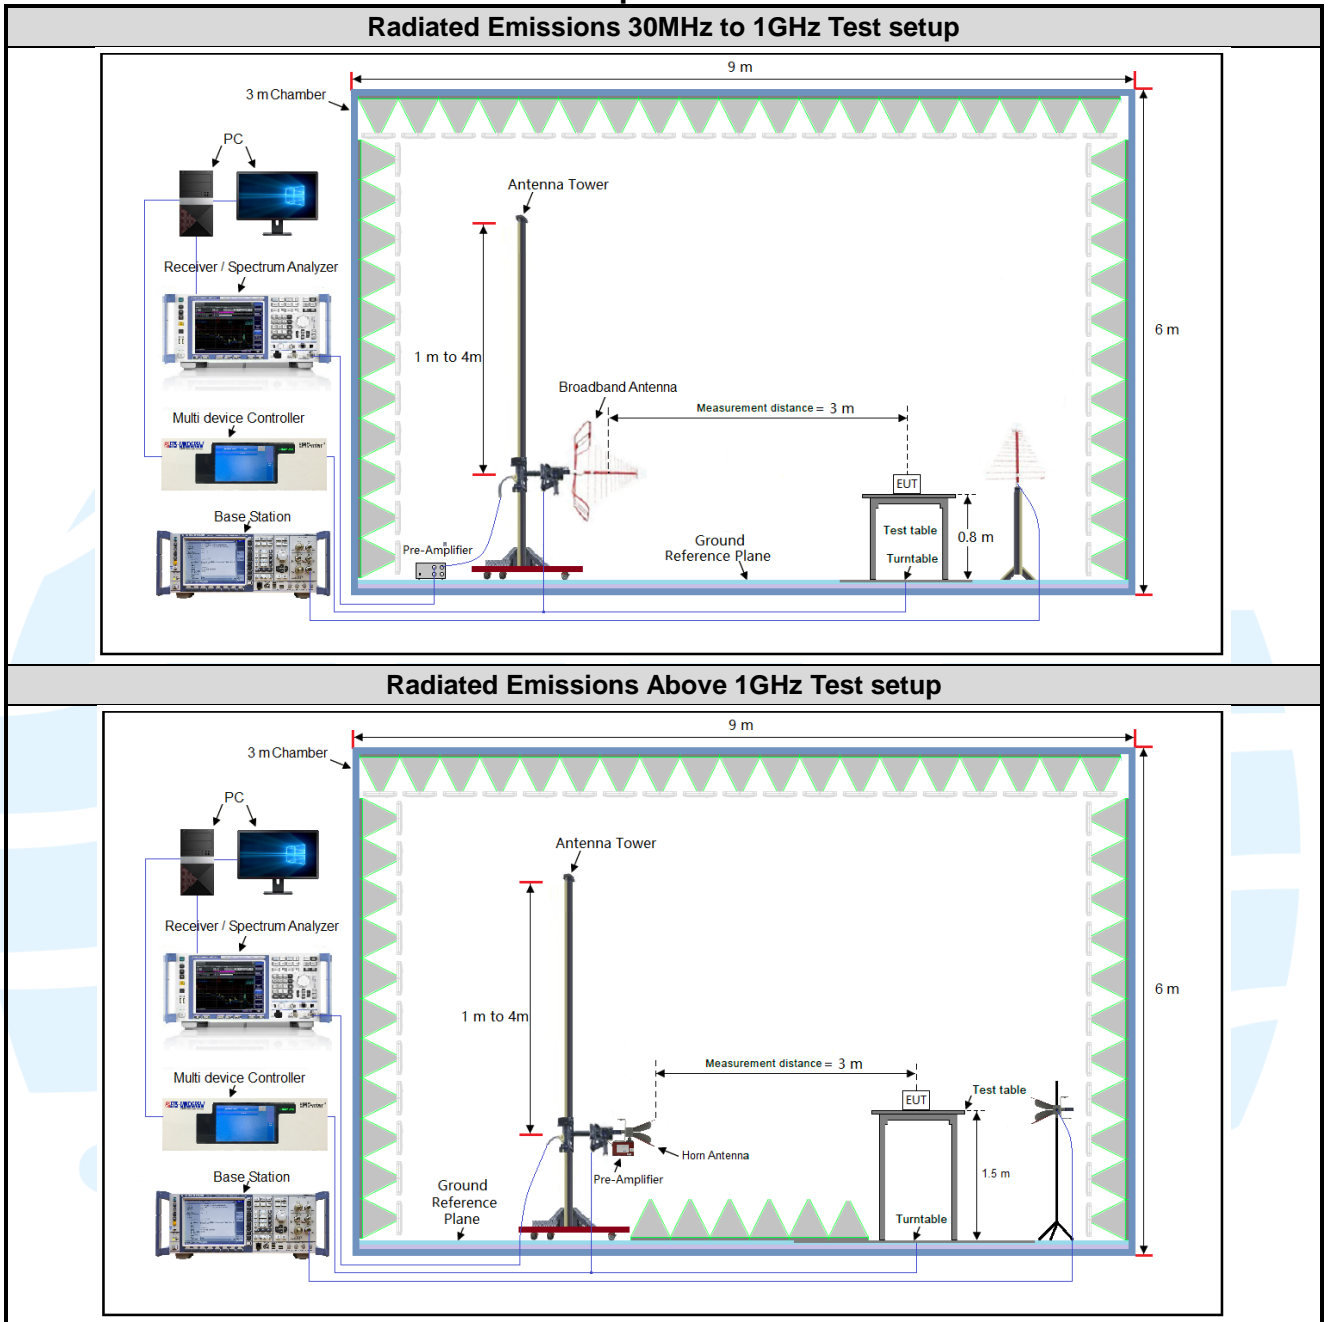 Radiated Emissions 30MHz to 1GHz Test setup
9 m
3 m Chamber
PC
Antenna Tower
Receiver / Spectrum Analyzer
6 m
1 m to 4m
Broadband Antenna
Measurement distance = 3 m
Multi device Controller
EUT
Base Station
Test table
0.8 m
Ground
Reference Plane
Pre-Amplifier
Turntable
Radiated Emissions Above 1GHz Test setup
9 m
3 m Chamber
PC
Antenna Tower
Receiver / Spectrum Analyzer
6 m
1 m to 4m
Measurement distance = 3 m
Multi device Controller
Test table
EUT
Horn Antenna
Pre-Amplifier
1.5 m
Base Station
Ground
Reference
Plane
Turntable